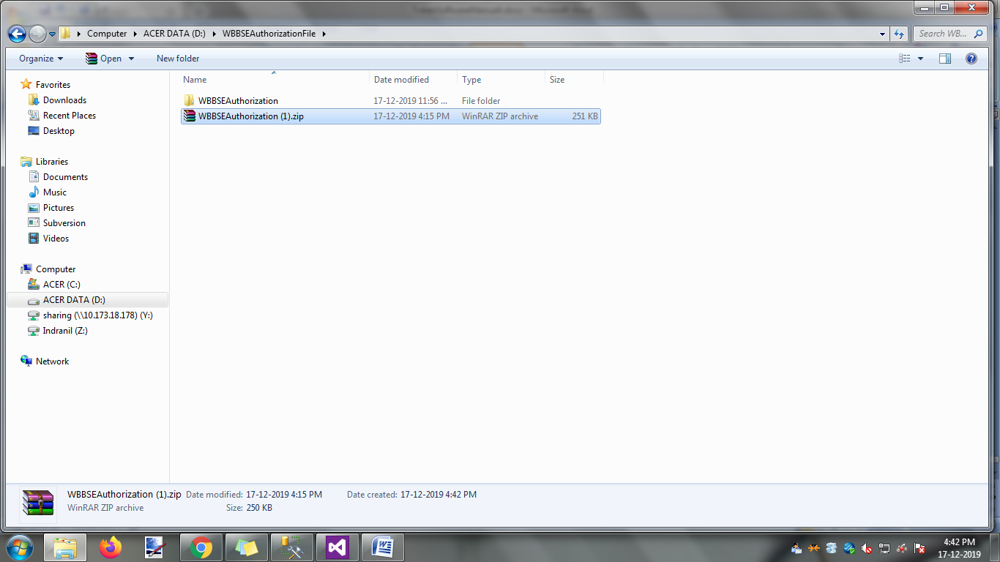 Computer ▸ ACER DATA (D:) ▸ WBBSEAuthorizationFile ▸
Search WB...
Organize Open New folder
Name Date modified Type Size
WBBSEAuthorization 17-12-2019 11:56 ... File folder
WBBSEAuthorization (1).zip 17-12-2019 4:15 PM WinRAR ZIP archive 251 KB
Favorites
Downloads
Recent Places
Desktop
Libraries
Documents
Music
Pictures
Subversion
Videos
Computer
ACER (C:)
ACER DATA (D:)
sharing (\\10.173.18.178) (Y:)
Indranil (Z:)
Network
WBBSEAuthorization (1).zip Date modified: 17-12-2019 4:15 PM Date created: 17-12-2019 4:42 PM
WinRAR ZIP archive Size: 250 KB
4:42 PM
17-12-2019